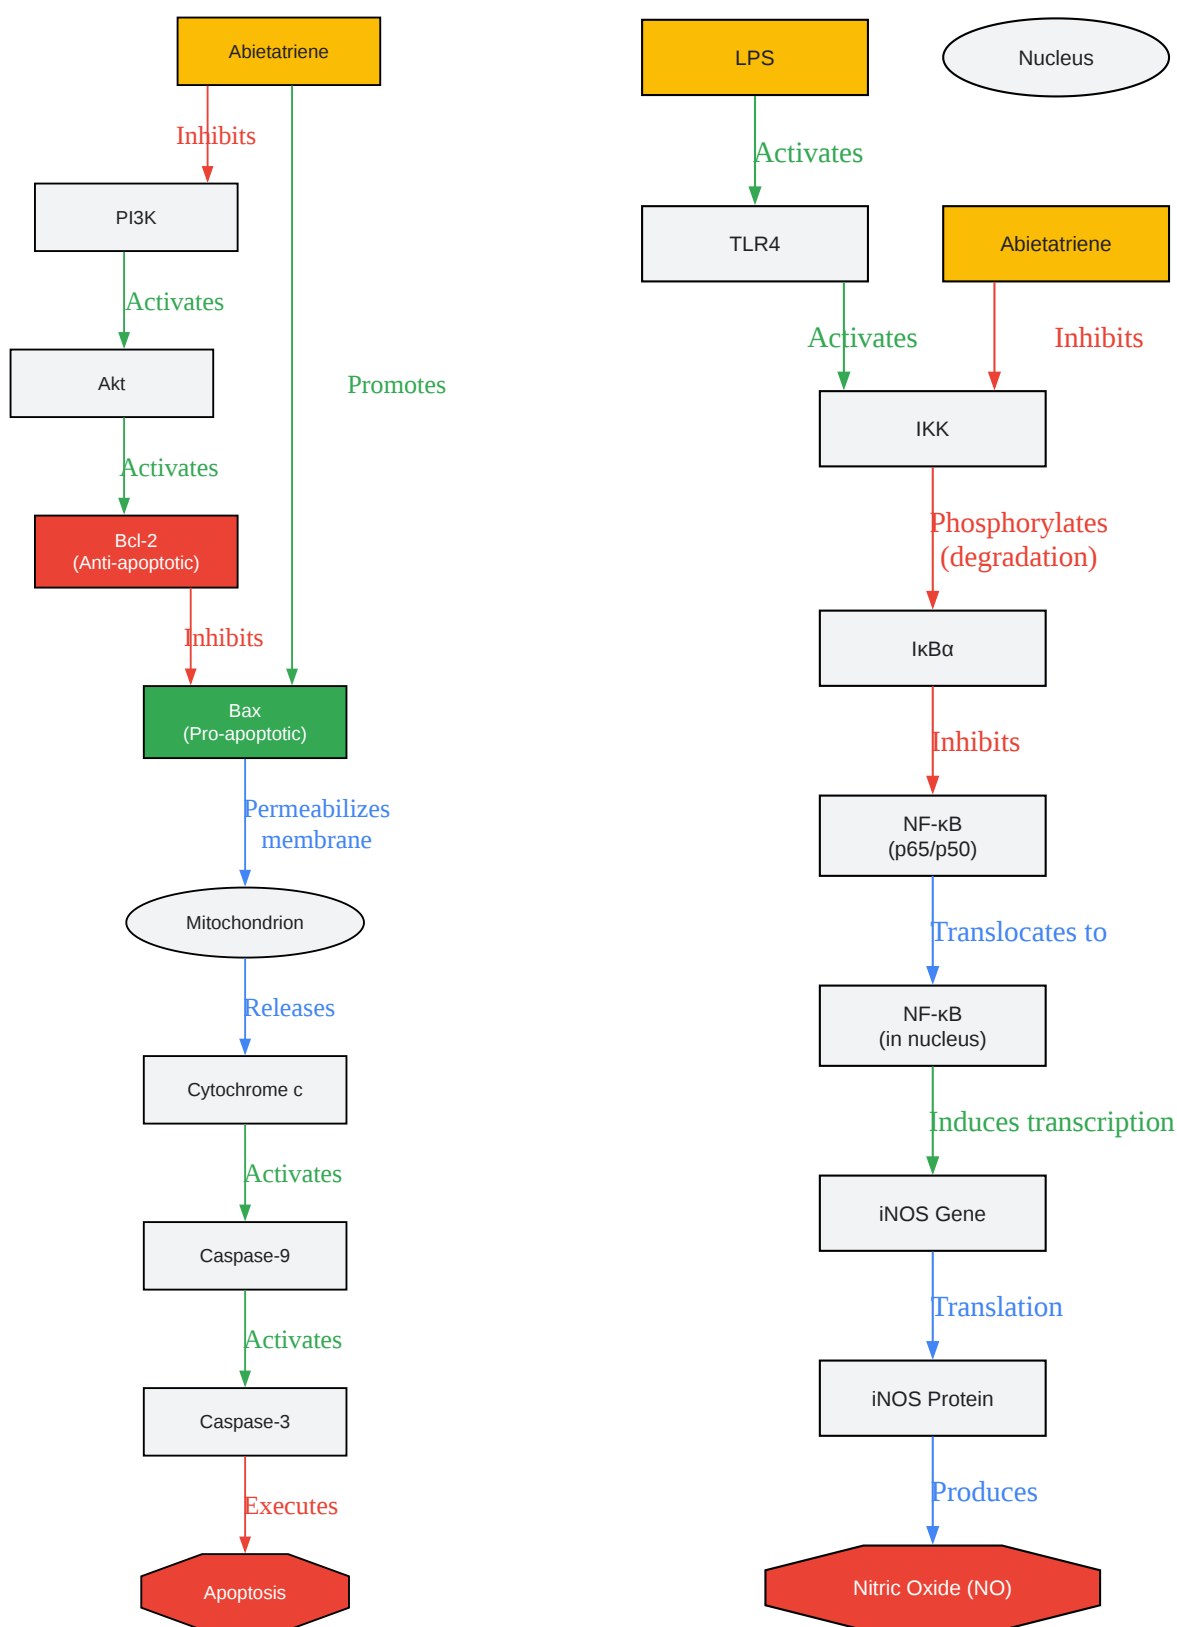 Abietatriene
Inhibits
PI3K
Activates
Akt
Promotes
Activates
Bcl-2
(Anti-apoptotic)
Inhibits
Bax
(Pro-apoptotic)
Permeabilizes
membrane
Mitochondrion
Releases
Cytochrome c
Activates
Caspase-9
Activates
Caspase-3
Executes
Apoptosis
LPS
Nucleus
Activates
TLR4
Abietatriene
Activates
Inhibits
IKK
Phosphorylates
(degradation)
IκBα
Inhibits
NF-κB
(p65/p50)
Translocates to
NF-κB
(in nucleus)
Induces transcription
iNOS Gene
Translation
iNOS Protein
Produces
Nitric Oxide (NO)